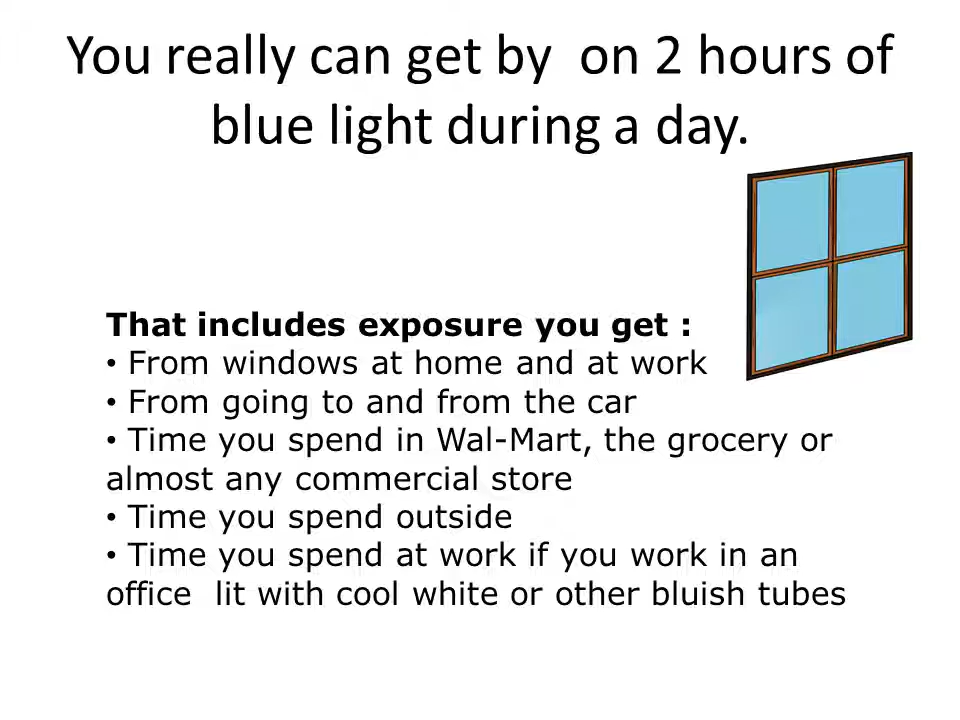 You really can get by  on 2 hours of
blue light during a day.
That includes exposure you get :
• From windows at home and at work
• From going to and from the car
• Time you spend in Wal-Mart, the grocery or
almost any commercial store
• Time you spend outside
• Time you spend at work if you work in an
office  lit with cool white or other bluish tubes